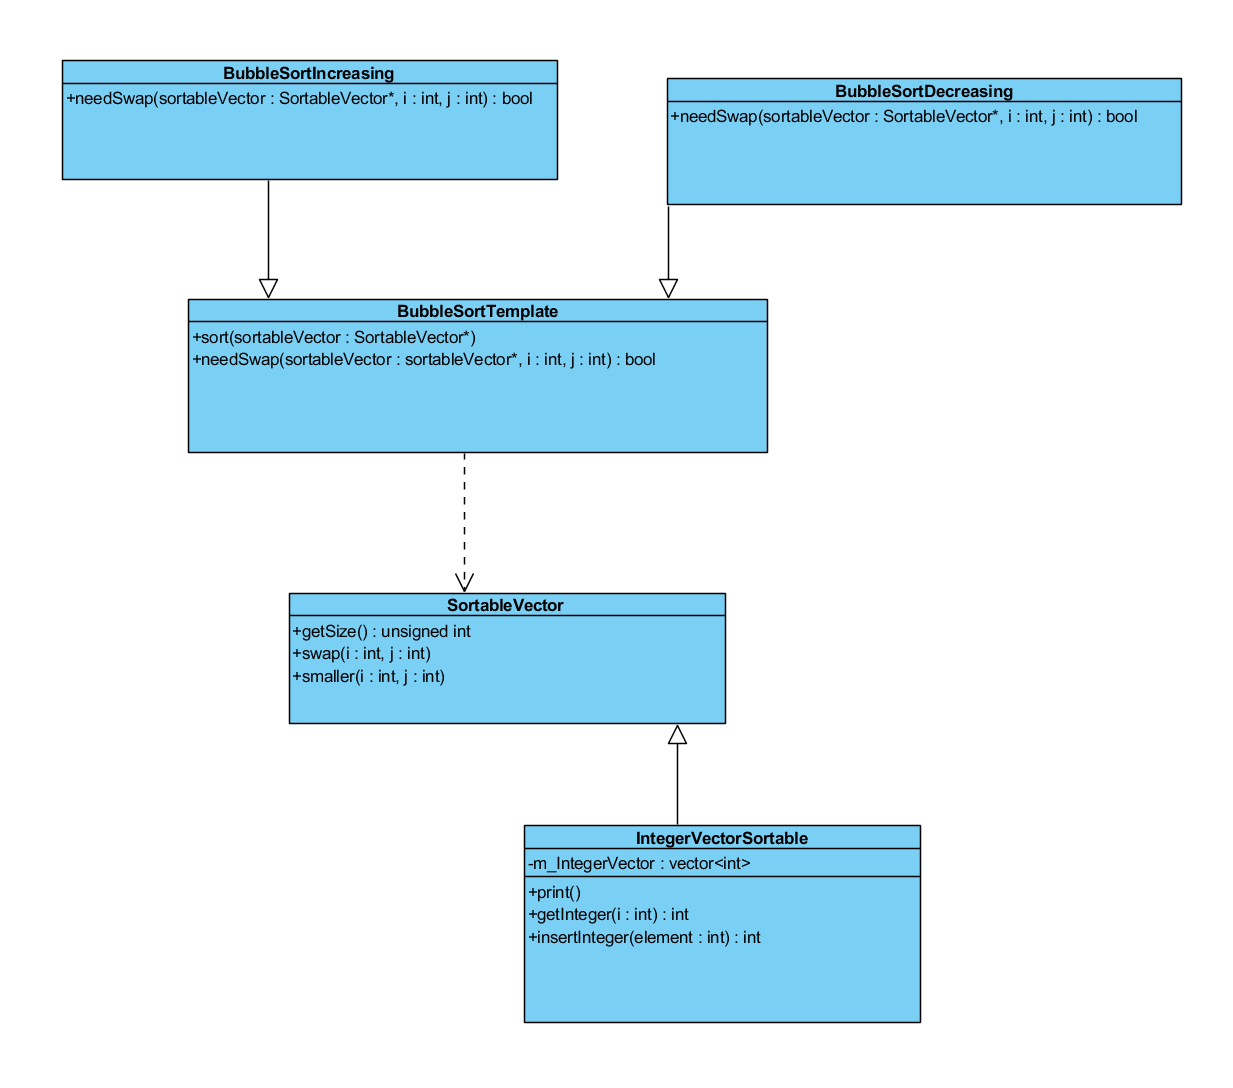 BubbleSortIncreasing
+needSwap(sortableVector : SortableVector*, i : int, j : int) : bool
BubbleSortDecreasing
+needSwap(sortableVector : SortableVector*, i : int, j : int) : bool
BubbleSortTemplate
+sort(sortableVector : SortableVector*)
+needSwap(sortableVector : sortableVector*, i : int, j : int) : bool
SortableVector
+getSize() : unsigned int
+swap(i : int, j : int)
+smaller(i : int, j : int)
IntegerVectorSortable
-m_IntegerVector : vector<int>
+print()
+getInteger(i : int) : int
+insertInteger(element : int) : int